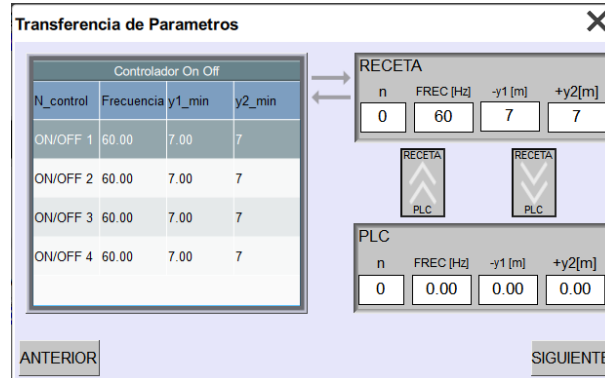 Transferencia de Parametros
Controlador On Off
N_control Frecuencia y1_min y2_min
ON/OFF 1 60.00 7.00 7
ON/OFF 2 60.00 7.00 7
ON/OFF 3 60.00 7.00 7
ON/OFF 4 60.00 7.00 7
RECETA
n FREC [Hz] -y1 [m] +y2[m]
0 60 7 7
RECETA RECETA
PLC PLC
PLC
n FREC [Hz] -y1 [m] +y2[m]
0 0.00 0.00 0.00
ANTERIOR SIGUIENTE